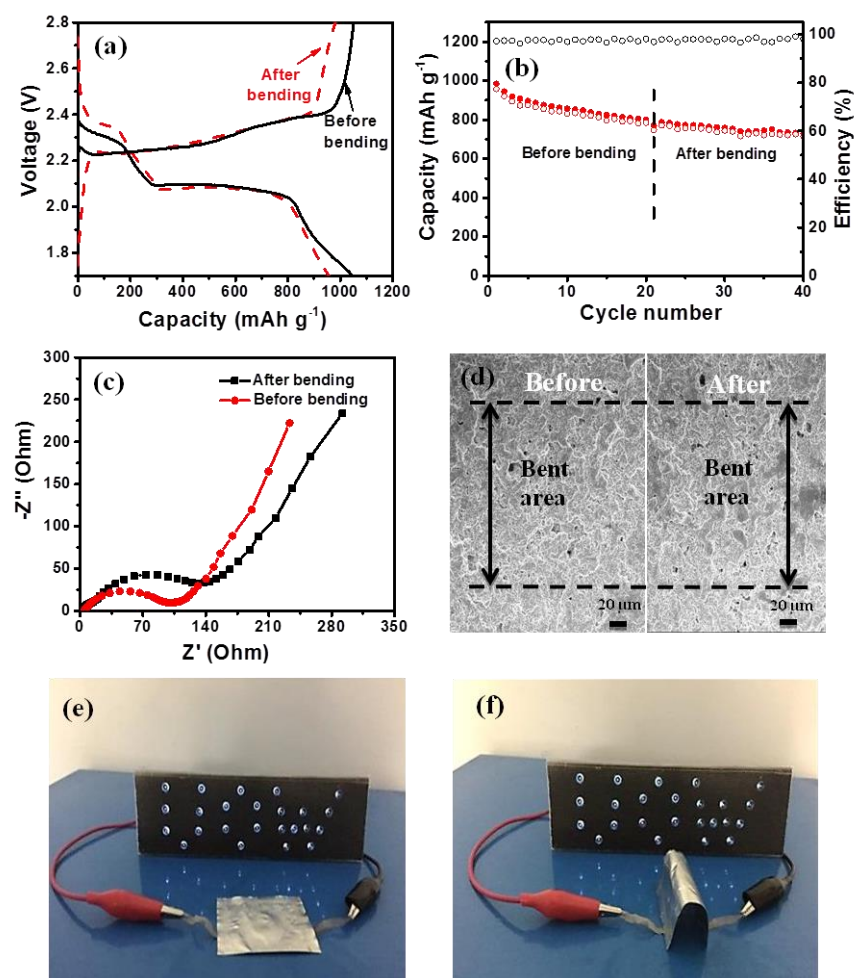 (a)
After
bending
Before
bending
2.8
2.6
2.4
2.2
2.0
1.8
Voltage (V)
0 200 400 600 800 1000 1200
Capacity (mAh g-1)
(b)
1200
1000
800
600
400
200
0
Capacity (mAh g-1)
100
80
60
40
20
0
Efficiency (%)
Before bending
After bending
0 10 20 30 40
Cycle number
(c)
After bending
Before bending
300
250
200
150
100
50
0
-Z" (Ohm)
0 70 140 210 280 350
Z' (Ohm)
(d)
Before
After
Bent
area
Bent
area
20 µm
20 µm
(e)
(f)